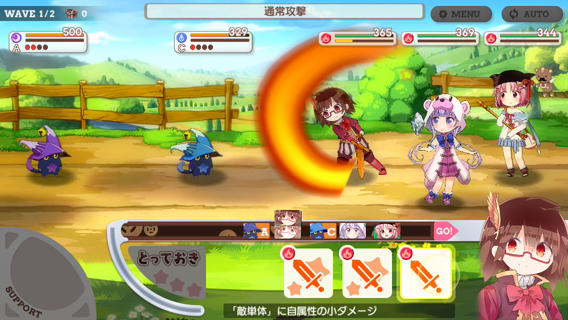 WAVE 1/2 0
通常攻撃
MENU
AUTO
500
A
329
C
365
369
344
A
C
GO!
とっておき
SUPPORT
「敵単体」に自属性の小ダメージ